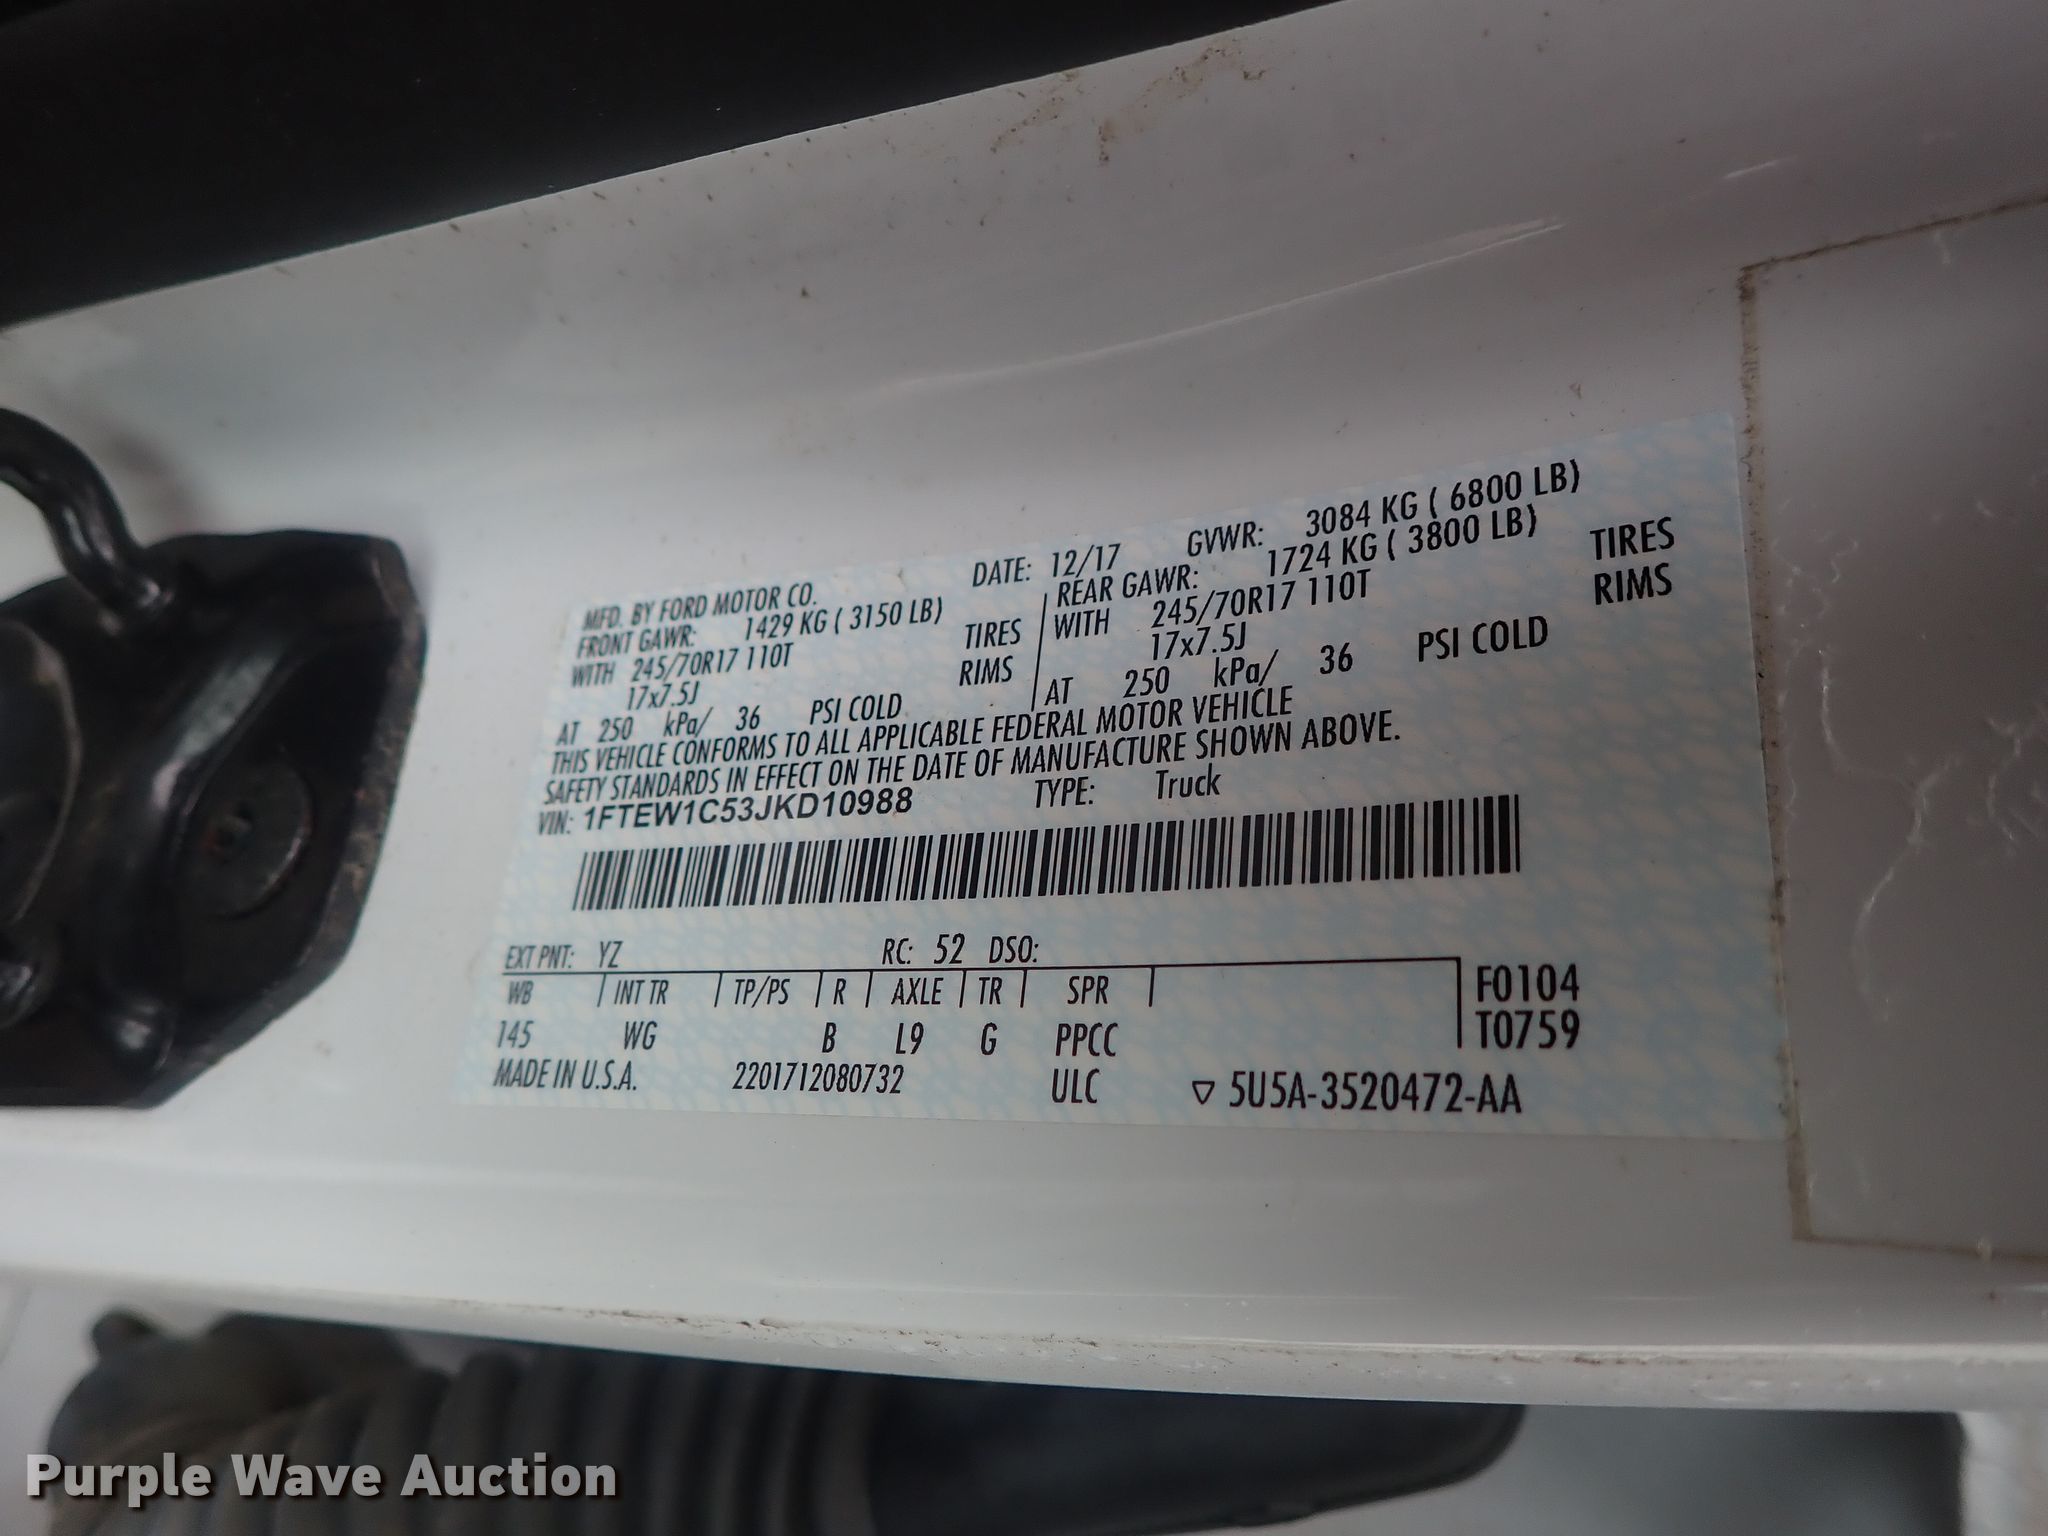 MFD. BY FORD MOTOR CO. DATE: 12/17 GVWR: 3084 KG ( 6800 LB)
FRONT GAWR: 1429 KG ( 3150 LB) REAR GAWR: 1724 KG ( 3800 LB)
WITH 245/70R17 110T TIRES WITH 245/70R17 110T TIRES
17x7.5J RIMS 17x7.5J RIMS
AT 250 kPa/ 36 PSI COLD AT 250 kPa/ 36 PSI COLD
THIS VEHICLE CONFORMS TO ALL APPLICABLE FEDERAL MOTOR VEHICLE
SAFETY STANDARDS IN EFFECT ON THE DATE OF MANUFACTURE SHOWN ABOVE.
VIN: 1FTEW1C53JKD10988 TYPE: Truck
EXT PNT: YZ RC: 52 DSO:
WB INT TR TP/PS R AXLE TR SPR F0104
145 WG B L9 G PPCC T0759
MADE IN U.S.A. 2201712080732 ULC ▽ 5U5A-3520472-AA
Purple Wave Auction